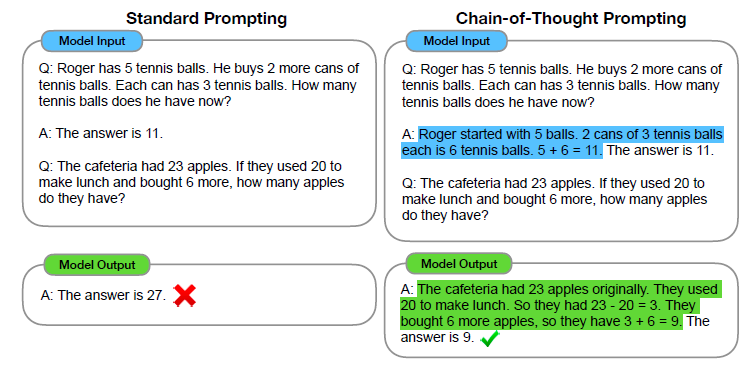 Standard Prompting
Model Input
Q: Roger has 5 tennis balls. He buys 2 more cans of
tennis balls. Each can has 3 tennis balls. How many
tennis balls does he have now?
A: The answer is 11.
Q: The cafeteria had 23 apples. If they used 20 to
make lunch and bought 6 more, how many apples
do they have?
Model Output
A: The answer is 27.
Chain-of-Thought Prompting
Model Input
Q: Roger has 5 tennis balls. He buys 2 more cans of
tennis balls. Each can has 3 tennis balls. How many
tennis balls does he have now?
A: Roger started with 5 balls. 2 cans of 3 tennis balls
each is 6 tennis balls. 5 + 6 = 11. The answer is 11.
Q: The cafeteria had 23 apples. If they used 20 to
make lunch and bought 6 more, how many apples
do they have?
Model Output
A: The cafeteria had 23 apples originally. They used
20 to make lunch. So they had 23 - 20 = 3. They
bought 6 more apples, so they have 3 + 6 = 9. The
answer is 9.